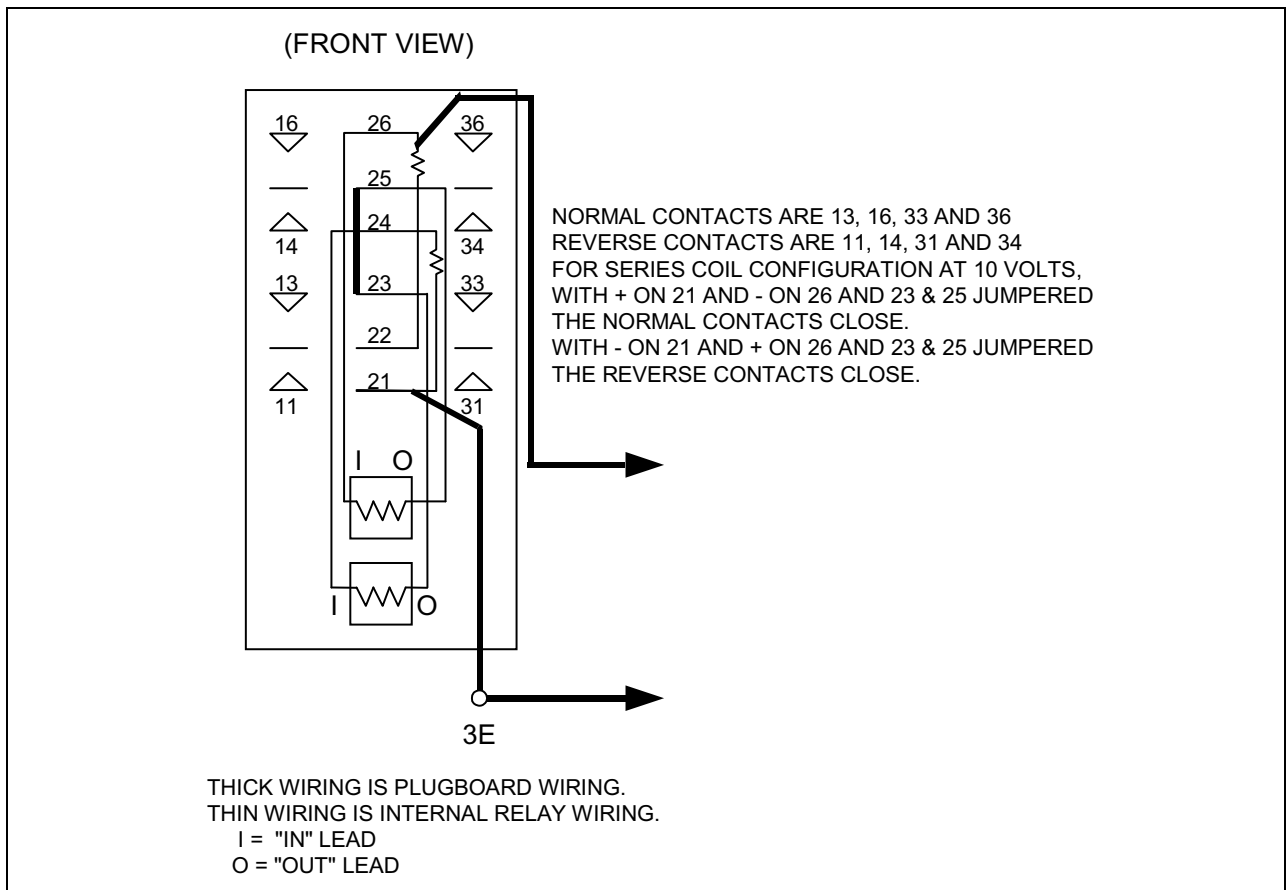 (FRONT VIEW)
16 26 36
25
14 24 34
13 23 33
22
11 21 31
I O
I O
3E
NORMAL CONTACTS ARE 13, 16, 33 AND 36
REVERSE CONTACTS ARE 11, 14, 31 AND 34
FOR SERIES COIL CONFIGURATION AT 10 VOLTS,
WITH + ON 21 AND - ON 26 AND 23 & 25 JUMPERED
THE NORMAL CONTACTS CLOSE.
WITH - ON 21 AND + ON 26 AND 23 & 25 JUMPERED
THE REVERSE CONTACTS CLOSE.
THICK WIRING IS PLUGBOARD WIRING.
THIN WIRING IS INTERNAL RELAY WIRING.
I = "IN" LEAD
O = "OUT" LEAD